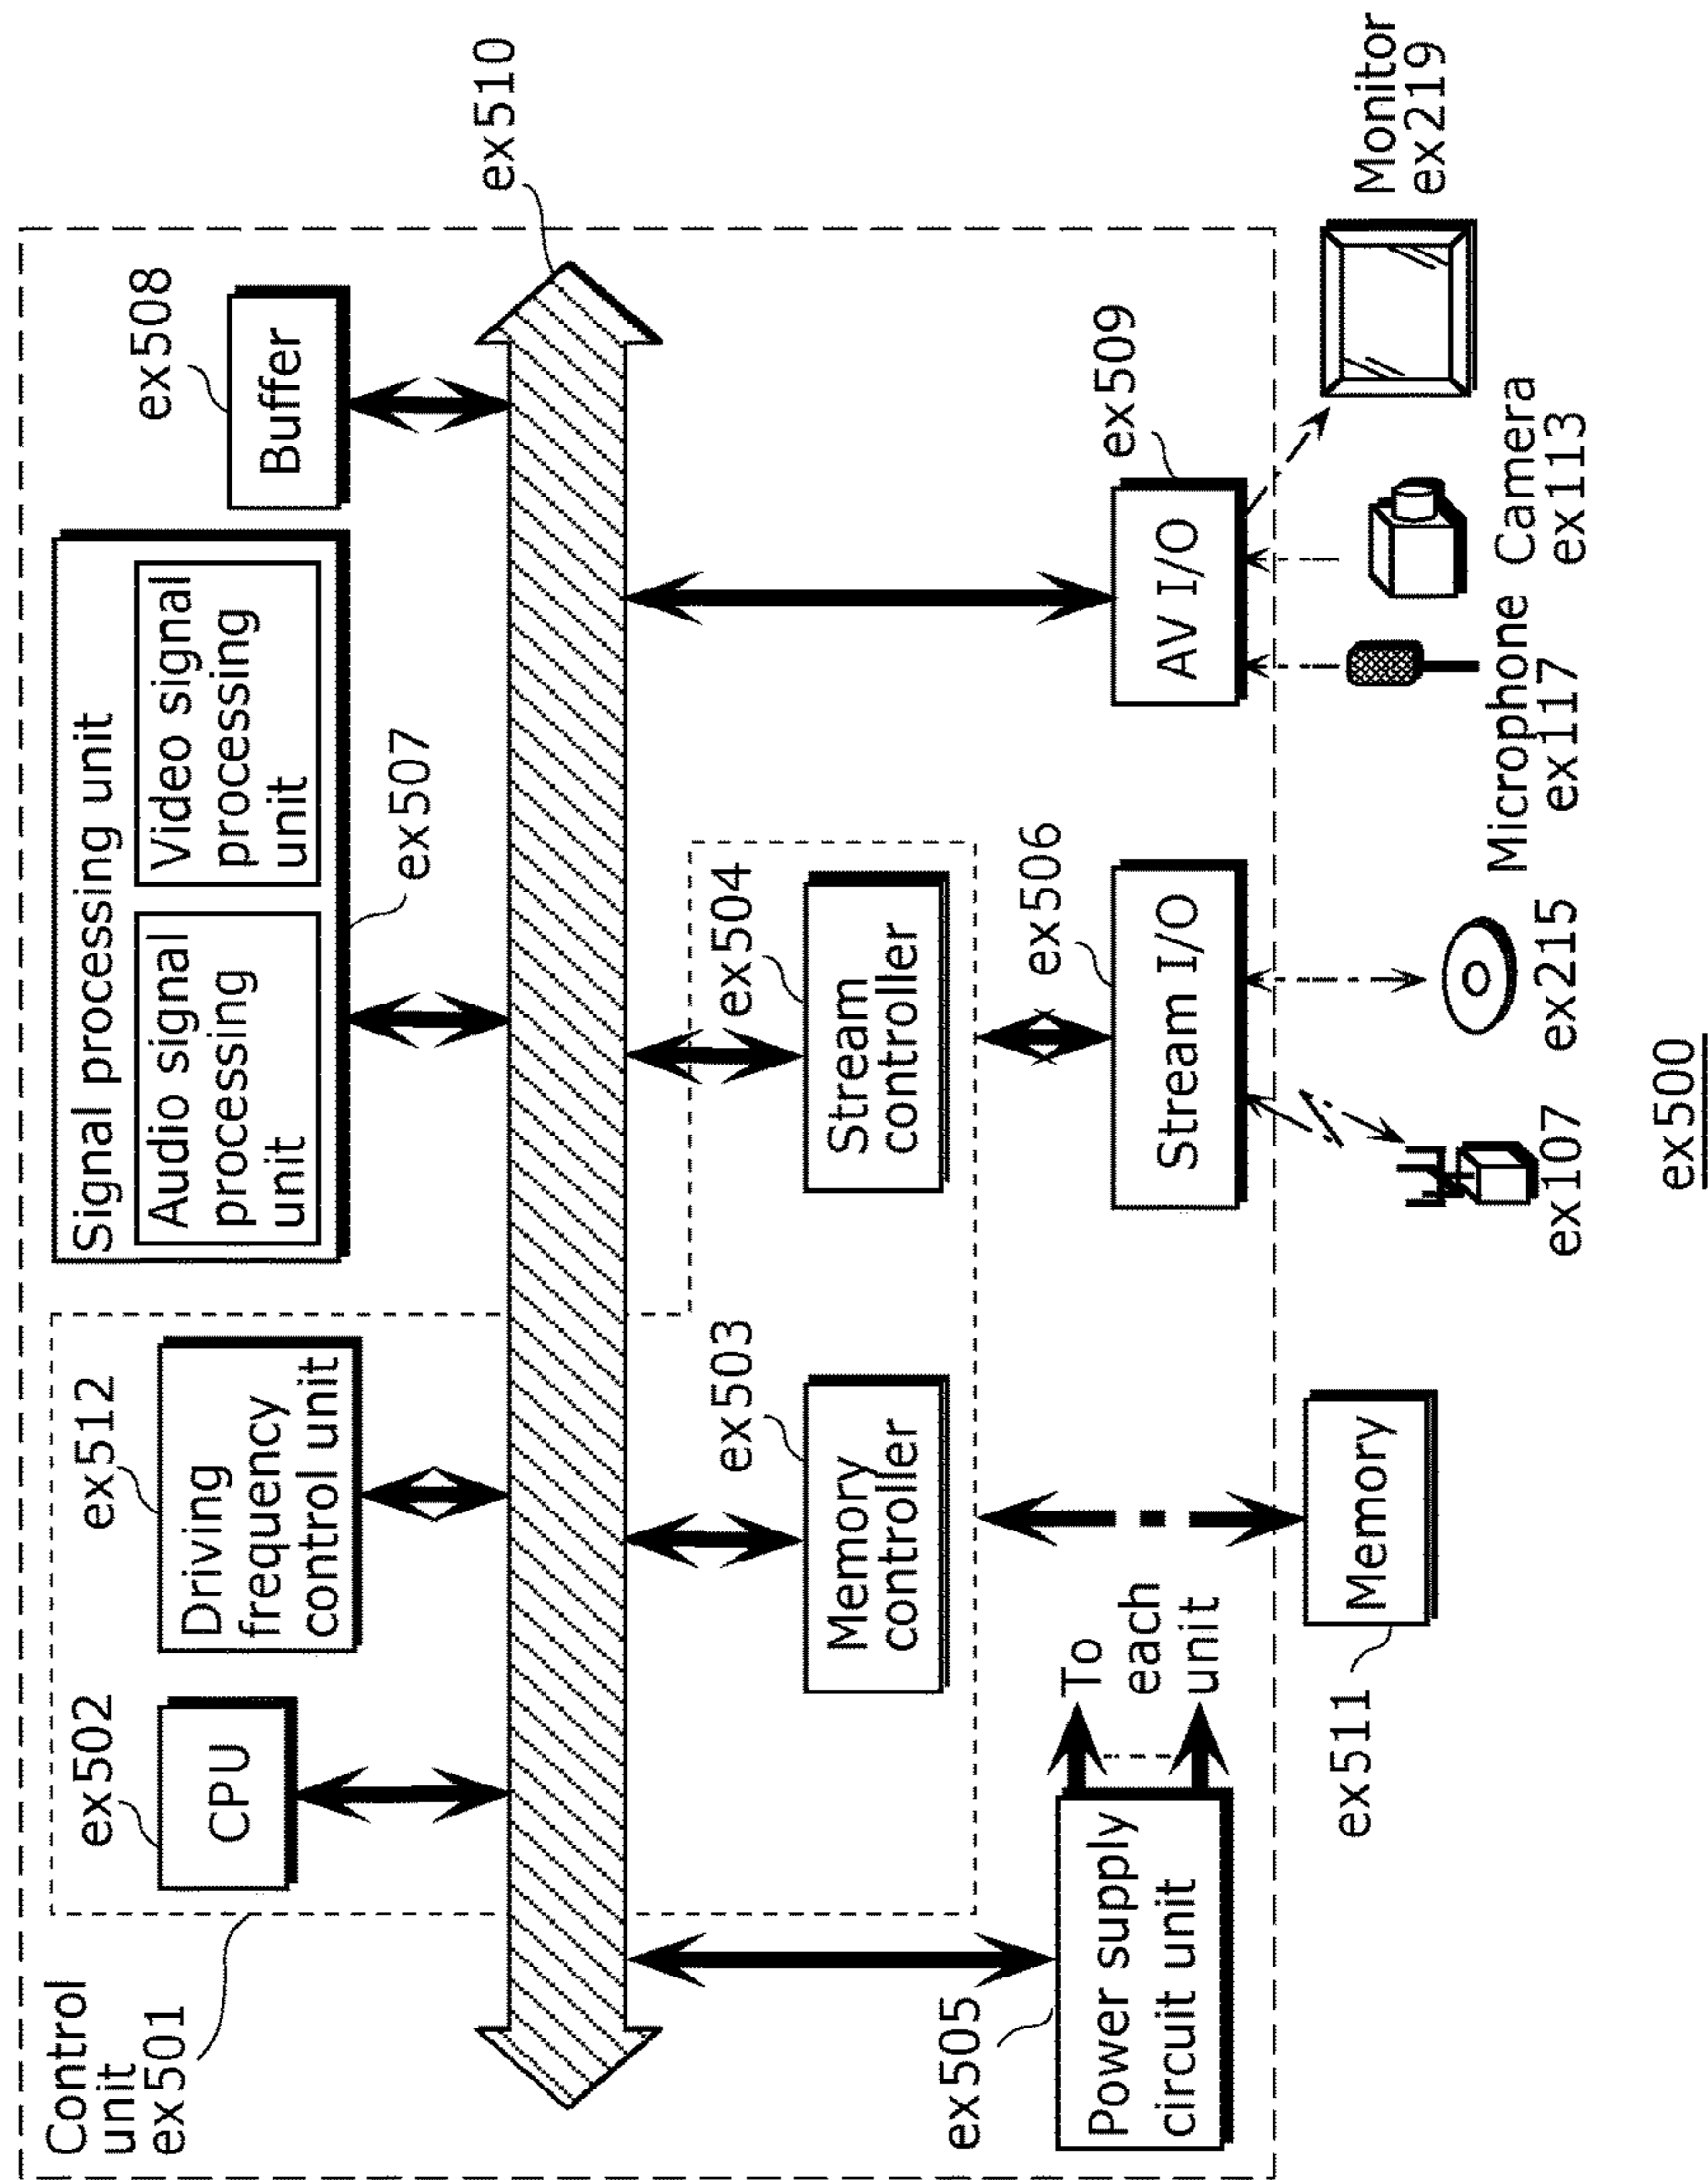 Control
unit
ex501
ex502
CPU
ex512
Driving
frequency
control unit
Signal processing unit
Audio signal
processing
unit
Video signal
processing
unit
ex507
ex508
Buffer
ex510
ex503
Memory
controller
ex504
Stream
controller
ex505
Power supply
circuit unit
To
each
unit
ex506
Stream I/O
ex509
AV I/O
ex511
Memory
ex107
ex215
Microphone
ex117
Camera
ex113
Monitor
ex219
ex500